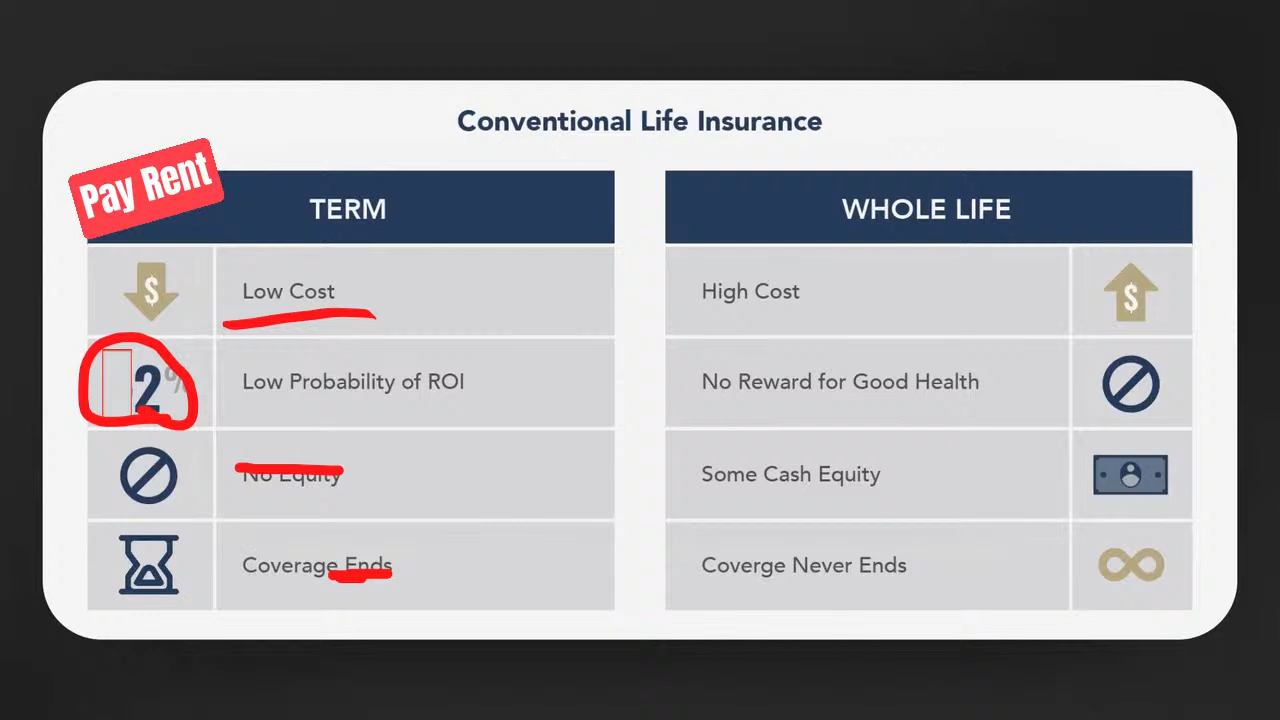 Conventional Life Insurance
Pay Rent
TERM
$
Low Cost
2%
Low Probability of ROI
No Equity
Coverage Ends
WHOLE LIFE
High Cost
$
No Reward for Good Health
Some Cash Equity
Coverge Never Ends